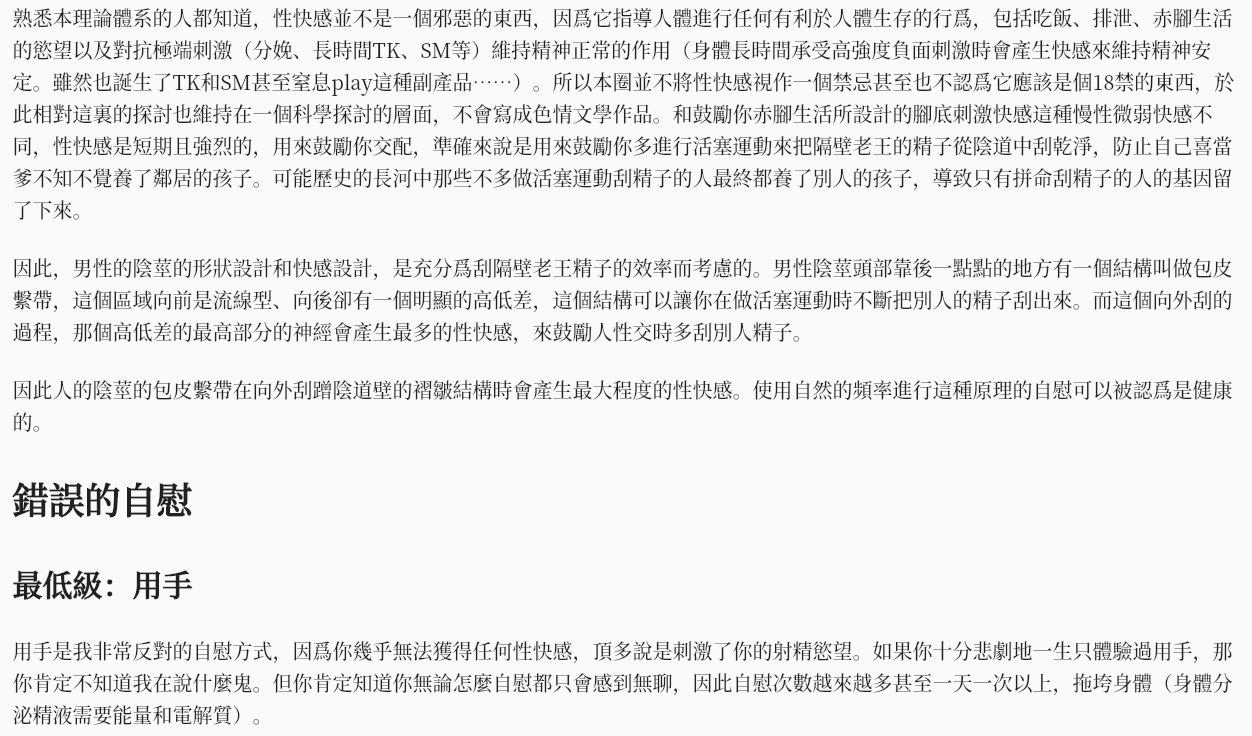 熟悉本理論體系的人都知道，性快感並不是一個邪惡的東西，因爲它指導人體進行任何有利於人體生存的行爲，包括吃飯、排泄、赤腳生活
的慾望以及對抗極端刺激（分娩、長時間TK、SM等）維持精神正常的作用（身體長時間承受高強度負面刺激時會產生快感來維持精神安
定。雖然也誕生了TK和SM甚至窒息play這種副產品……）。所以本圈並不將性快感視作一個禁忌甚至也不認爲它應該是個18禁的東西，於
此相對這裏的探討也維持在一個科學探討的層面，不會寫成色情文學作品。和鼓勵你赤腳生活所設計的腳底刺激快感這種慢性微弱快感不
同，性快感是短期且強烈的，用來鼓勵你交配，準確來說是用來鼓勵你多進行活塞運動來把隔壁老王的精子從陰道中刮乾淨，防止自己喜當
爹不知不覺養了鄰居的孩子。可能歷史的長河中那些不多做活塞運動刮精子的人最終都養了別人的孩子，導致只有拼命刮精子的人的基因留
了下來。
因此，男性的陰莖的形狀設計和快感設計，是充分爲刮隔壁老王精子的效率而考慮的。男性陰莖頭部靠後一點點的地方有一個結構叫做包皮
繫帶，這個區域向前是流線型、向後卻有一個明顯的高低差，這個結構可以讓你在做活塞運動時不斷把別人的精子刮出來。而這個向外刮的
過程，那個高低差的最高部分的神經會產生最多的性快感，來鼓勵人性交時多刮別人精子。
因此人的陰莖的包皮繫帶在向外刮蹭陰道壁的褶皺結構時會產生最大程度的性快感。使用自然的頻率進行這種原理的自慰可以被認爲是健康
的。
錯誤的自慰
最低級：用手
用手是我非常反對的自慰方式，因爲你幾乎無法獲得任何性快感，頂多說是刺激了你的射精慾望。如果你十分悲劇地一生只體驗過用手，那
你肯定不知道我在說什麼鬼。但你肯定知道你無論怎麼自慰都只會感到無聊，因此自慰次數越來越多甚至一天一次以上，拖垮身體（身體分
泌精液需要能量和電解質）。